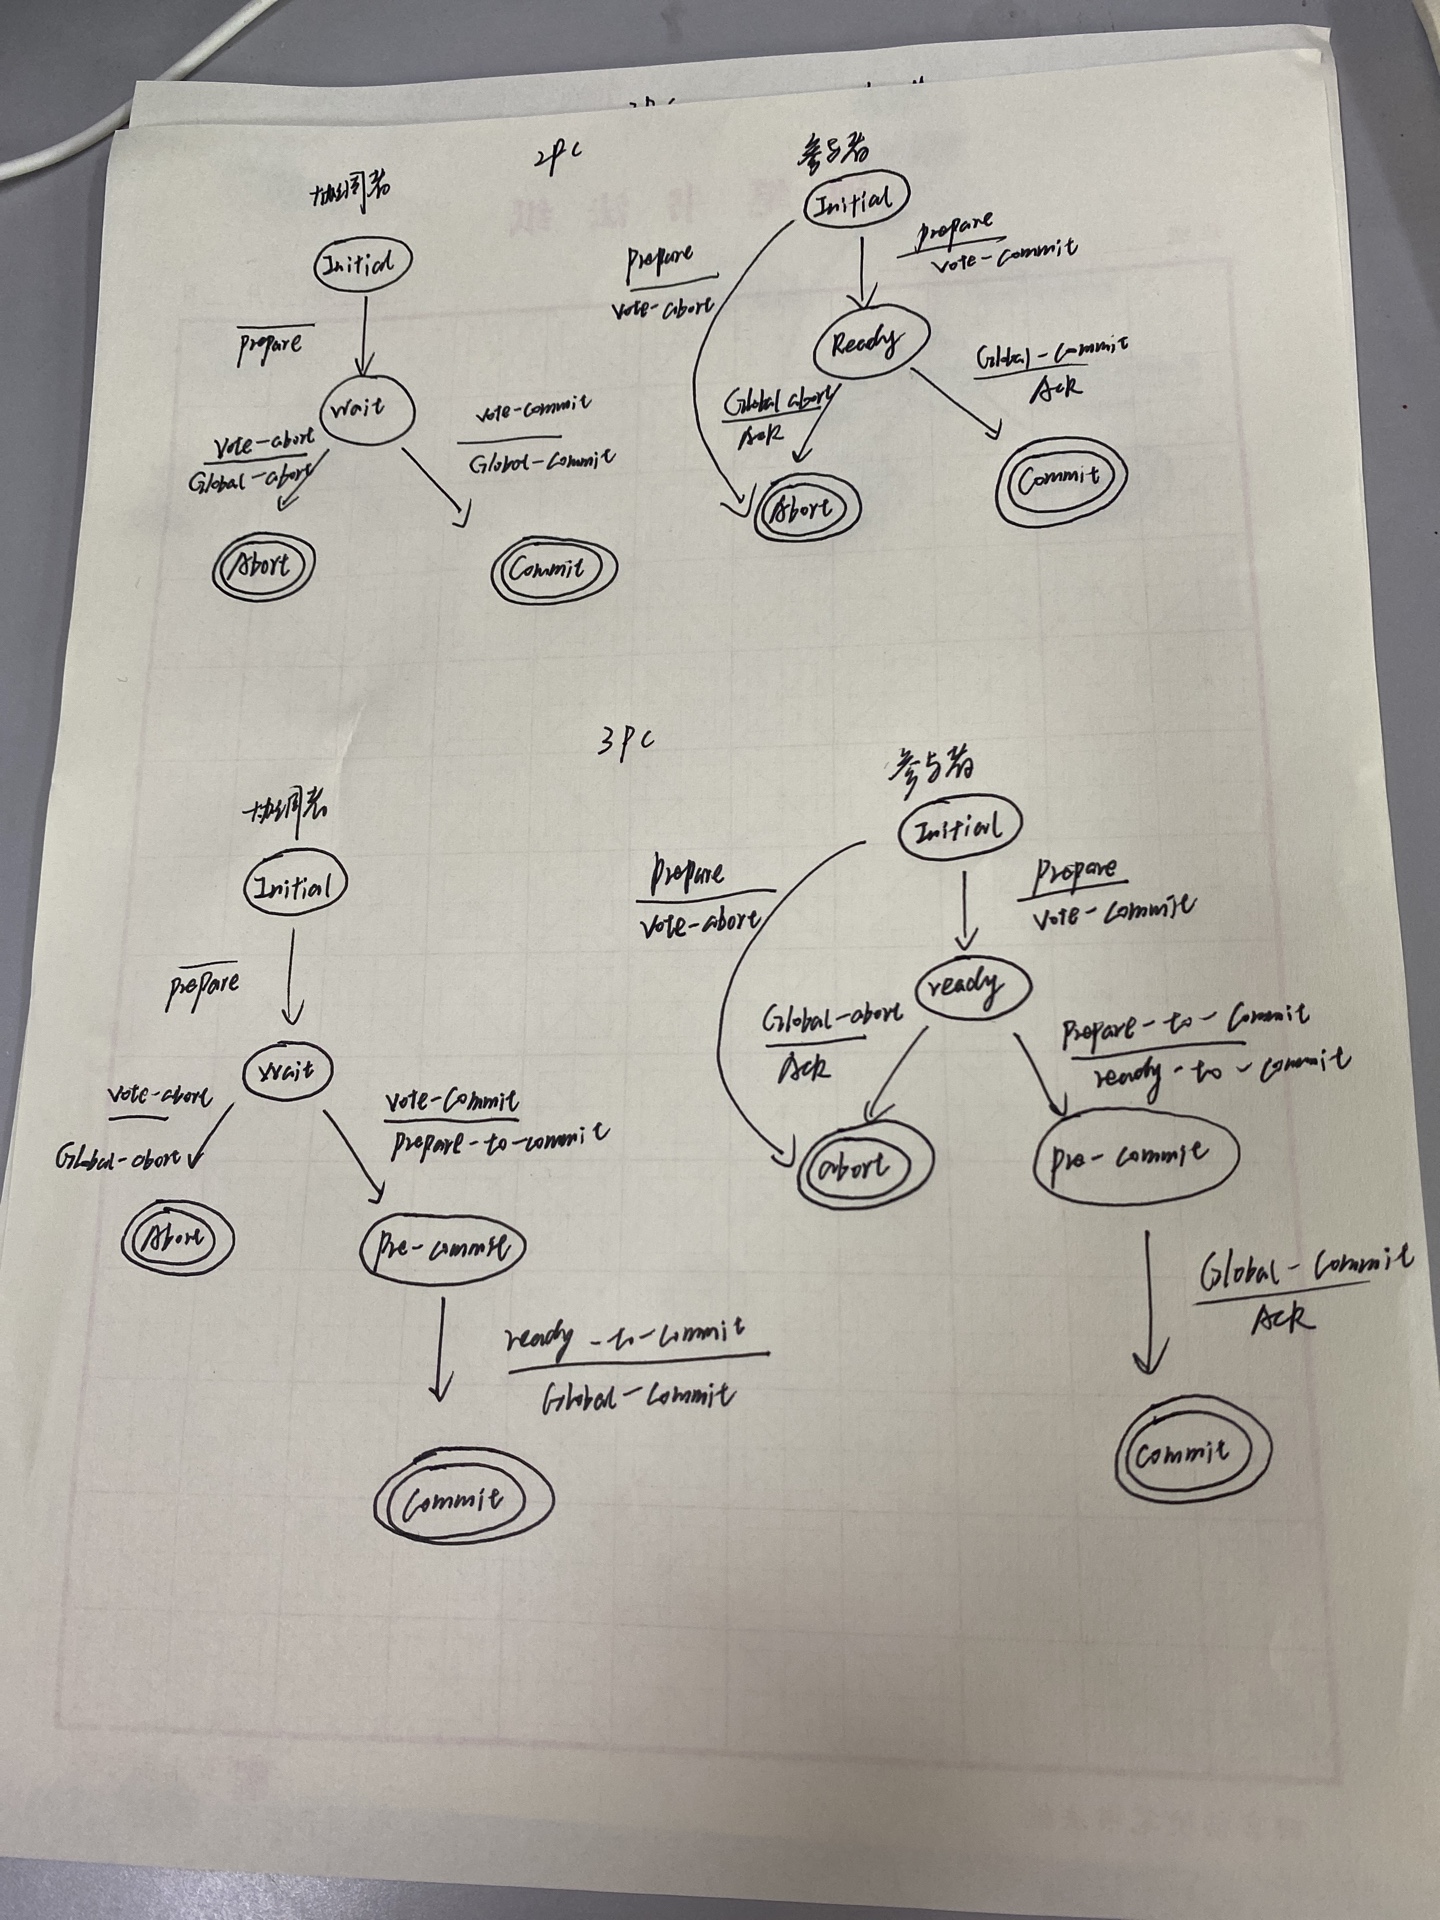 2PC
协调者
Initial
prepare
wait
Vote-abort
Global-abort
vote-commit
Global-commit
Abort
Commit
参与者
Initial
prepare
vote-abort
prepare
vote-commit
Ready
Global abort
Ack
Global-commit
Ack
Abort
Commit
3PC
协调者
Initial
prepare
Wait
vote-abort
Global-abort
vote-commit
prepare-to-commit
Abort
pre-commit
ready-to-commit
Global-commit
Commit
参与者
Initial
prepare
vote-abort
prepare
vote-commit
ready
Global-abort
Ack
prepare-to-commit
ready-to-commit
abort
pre-commit
Global-commit
Ack
Commit